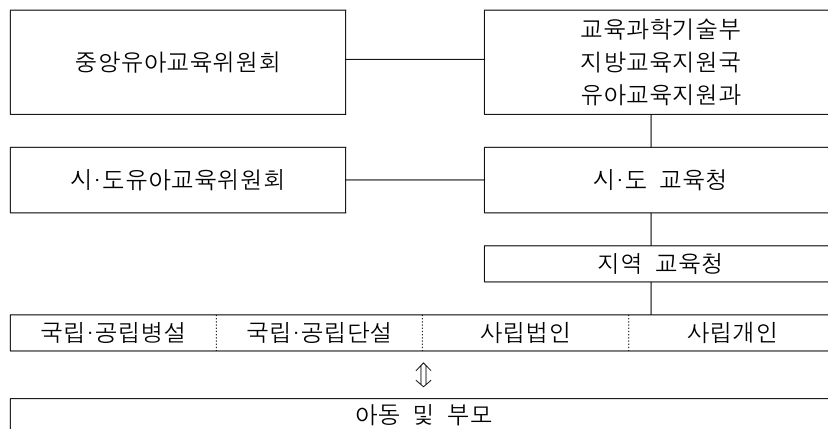 중앙유아교육위원회
교육과학기술부
지방교육지원국
유아교육지원과
시·도유아교육위원회
시·도 교육청
지역 교육청
국립·공립병설
국립·공립단설
사립법인
사립개인
⇕
아동 및 부모